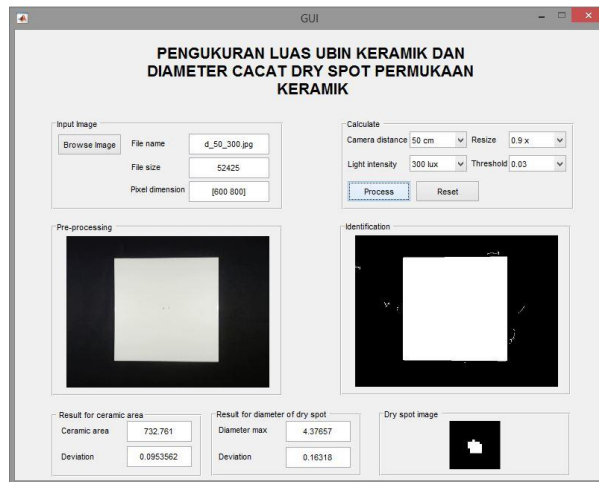 GUI
PENGUKURAN LUAS UBIN KERAMIK DAN
DIAMETER CACAT DRY SPOT PERMUKAAN
KERAMIK
Input Image
Browse Image File name d_50_300.jpg
File size 52425
Pixel dimension [600 800]
Calculate
Camera distance 50 cm Resize 0.9 x
Light intensity 300 lux Threshold 0.03
Process Reset
Pre-processing
Identification
Result for ceramic area
Ceramic area 732.761
Deviation 0.0953562
Result for diameter of dry spot
Diameter max 4.37657
Deviation 0.16318
Dry spot image